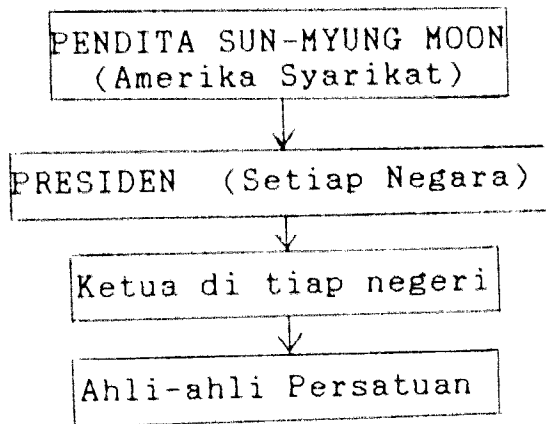 PENDITA SUN-MYUNG MOON
(Amerika Syarikat)
PRESIDEN (Setiap Negara)
Ketua di tiap negeri
Ahli-ahli Persatuan